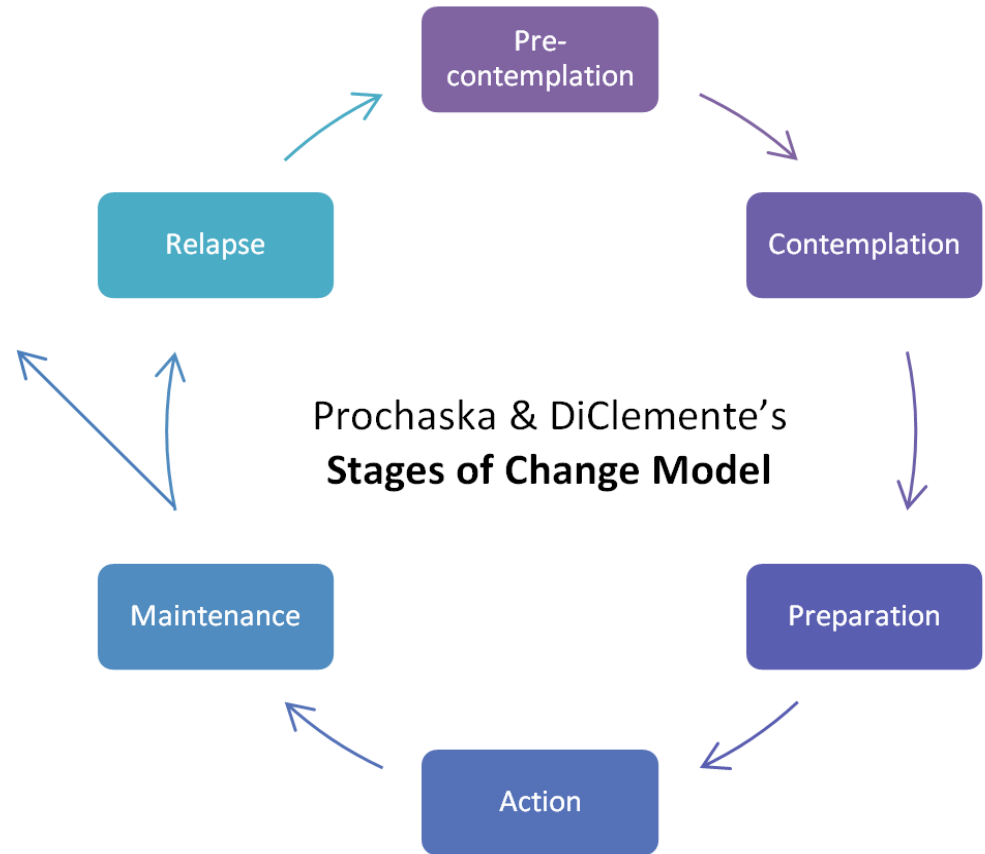 Pre-
contemplation
Contemplation
Preparation
Action
Maintenance
Relapse
Prochaska & DiClemente’s
Stages of Change Model